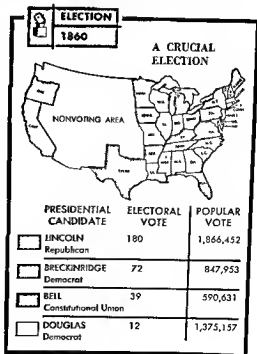 ELECTION
1860
A CRUCIAL
ELECTION
NONVOTING AREA
PRESIDENTIAL CANDIDATE ELECTORAL VOTE POPULAR VOTE
LINCOLN 180 1,866,452
Republican
BRECKINRIDGE 72 847,953
Democrat
BELL 39 590,631
Constitutional Union
DOUGLAS 12 1,375,157
Democrat